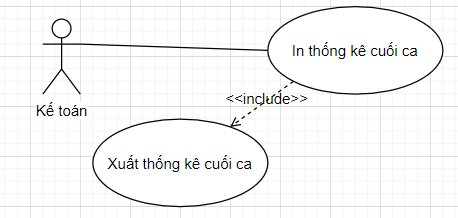 In thống kê cuối ca
<<include>>
Kế toán
Xuất thống kê cuối ca